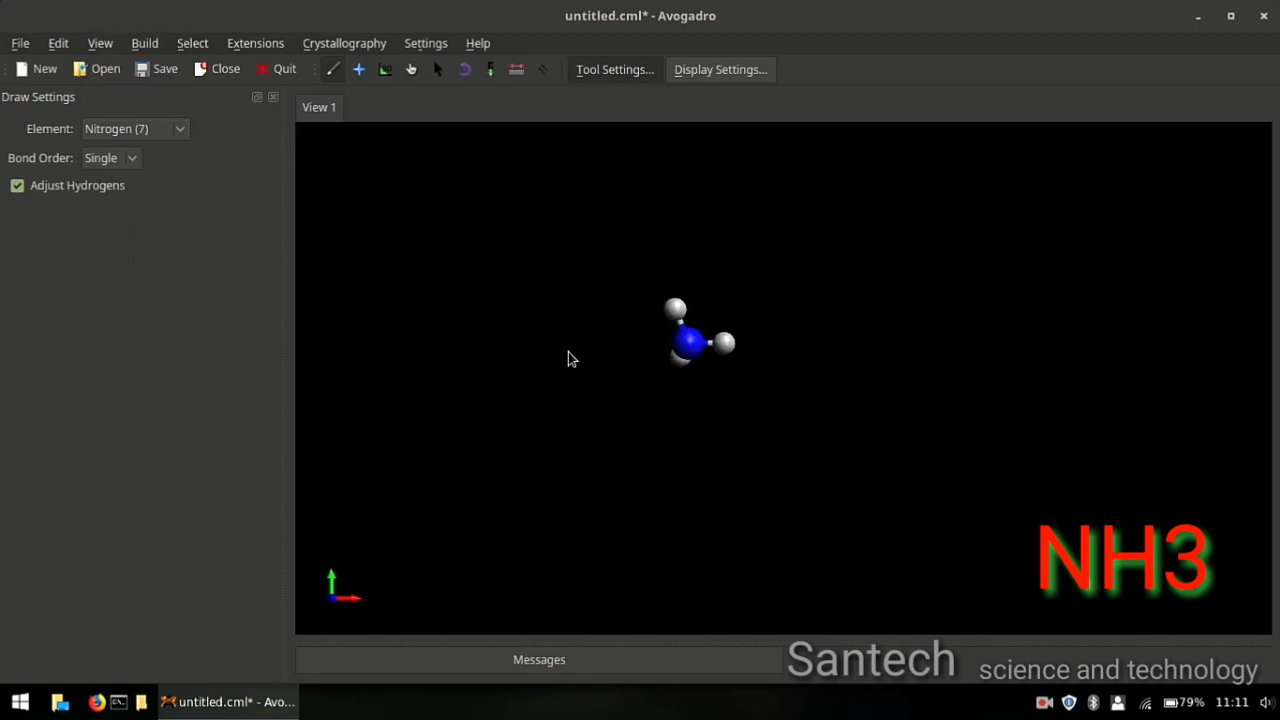 untitled.cml* - Avogadro
File Edit View Build Select Extensions Crystallography Settings Help
New Open Save Close Quit Tool Settings... Display Settings...
Draw Settings
View 1
Element: Nitrogen (7)
Bond Order: Single
Adjust Hydrogens
NH3
Messages
Santech science and technology
untitled.cml* - Avo... 79% 11:11